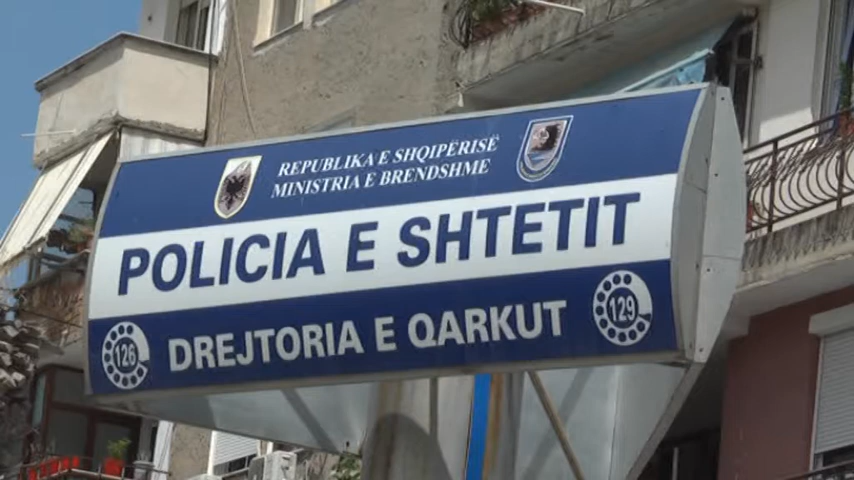 REPUBLIKA E SHQIPËRISË
MINISTRIA E BRENDSHME
POLICIA E SHTETIT
DREJTORIA E QARKUT
126
129